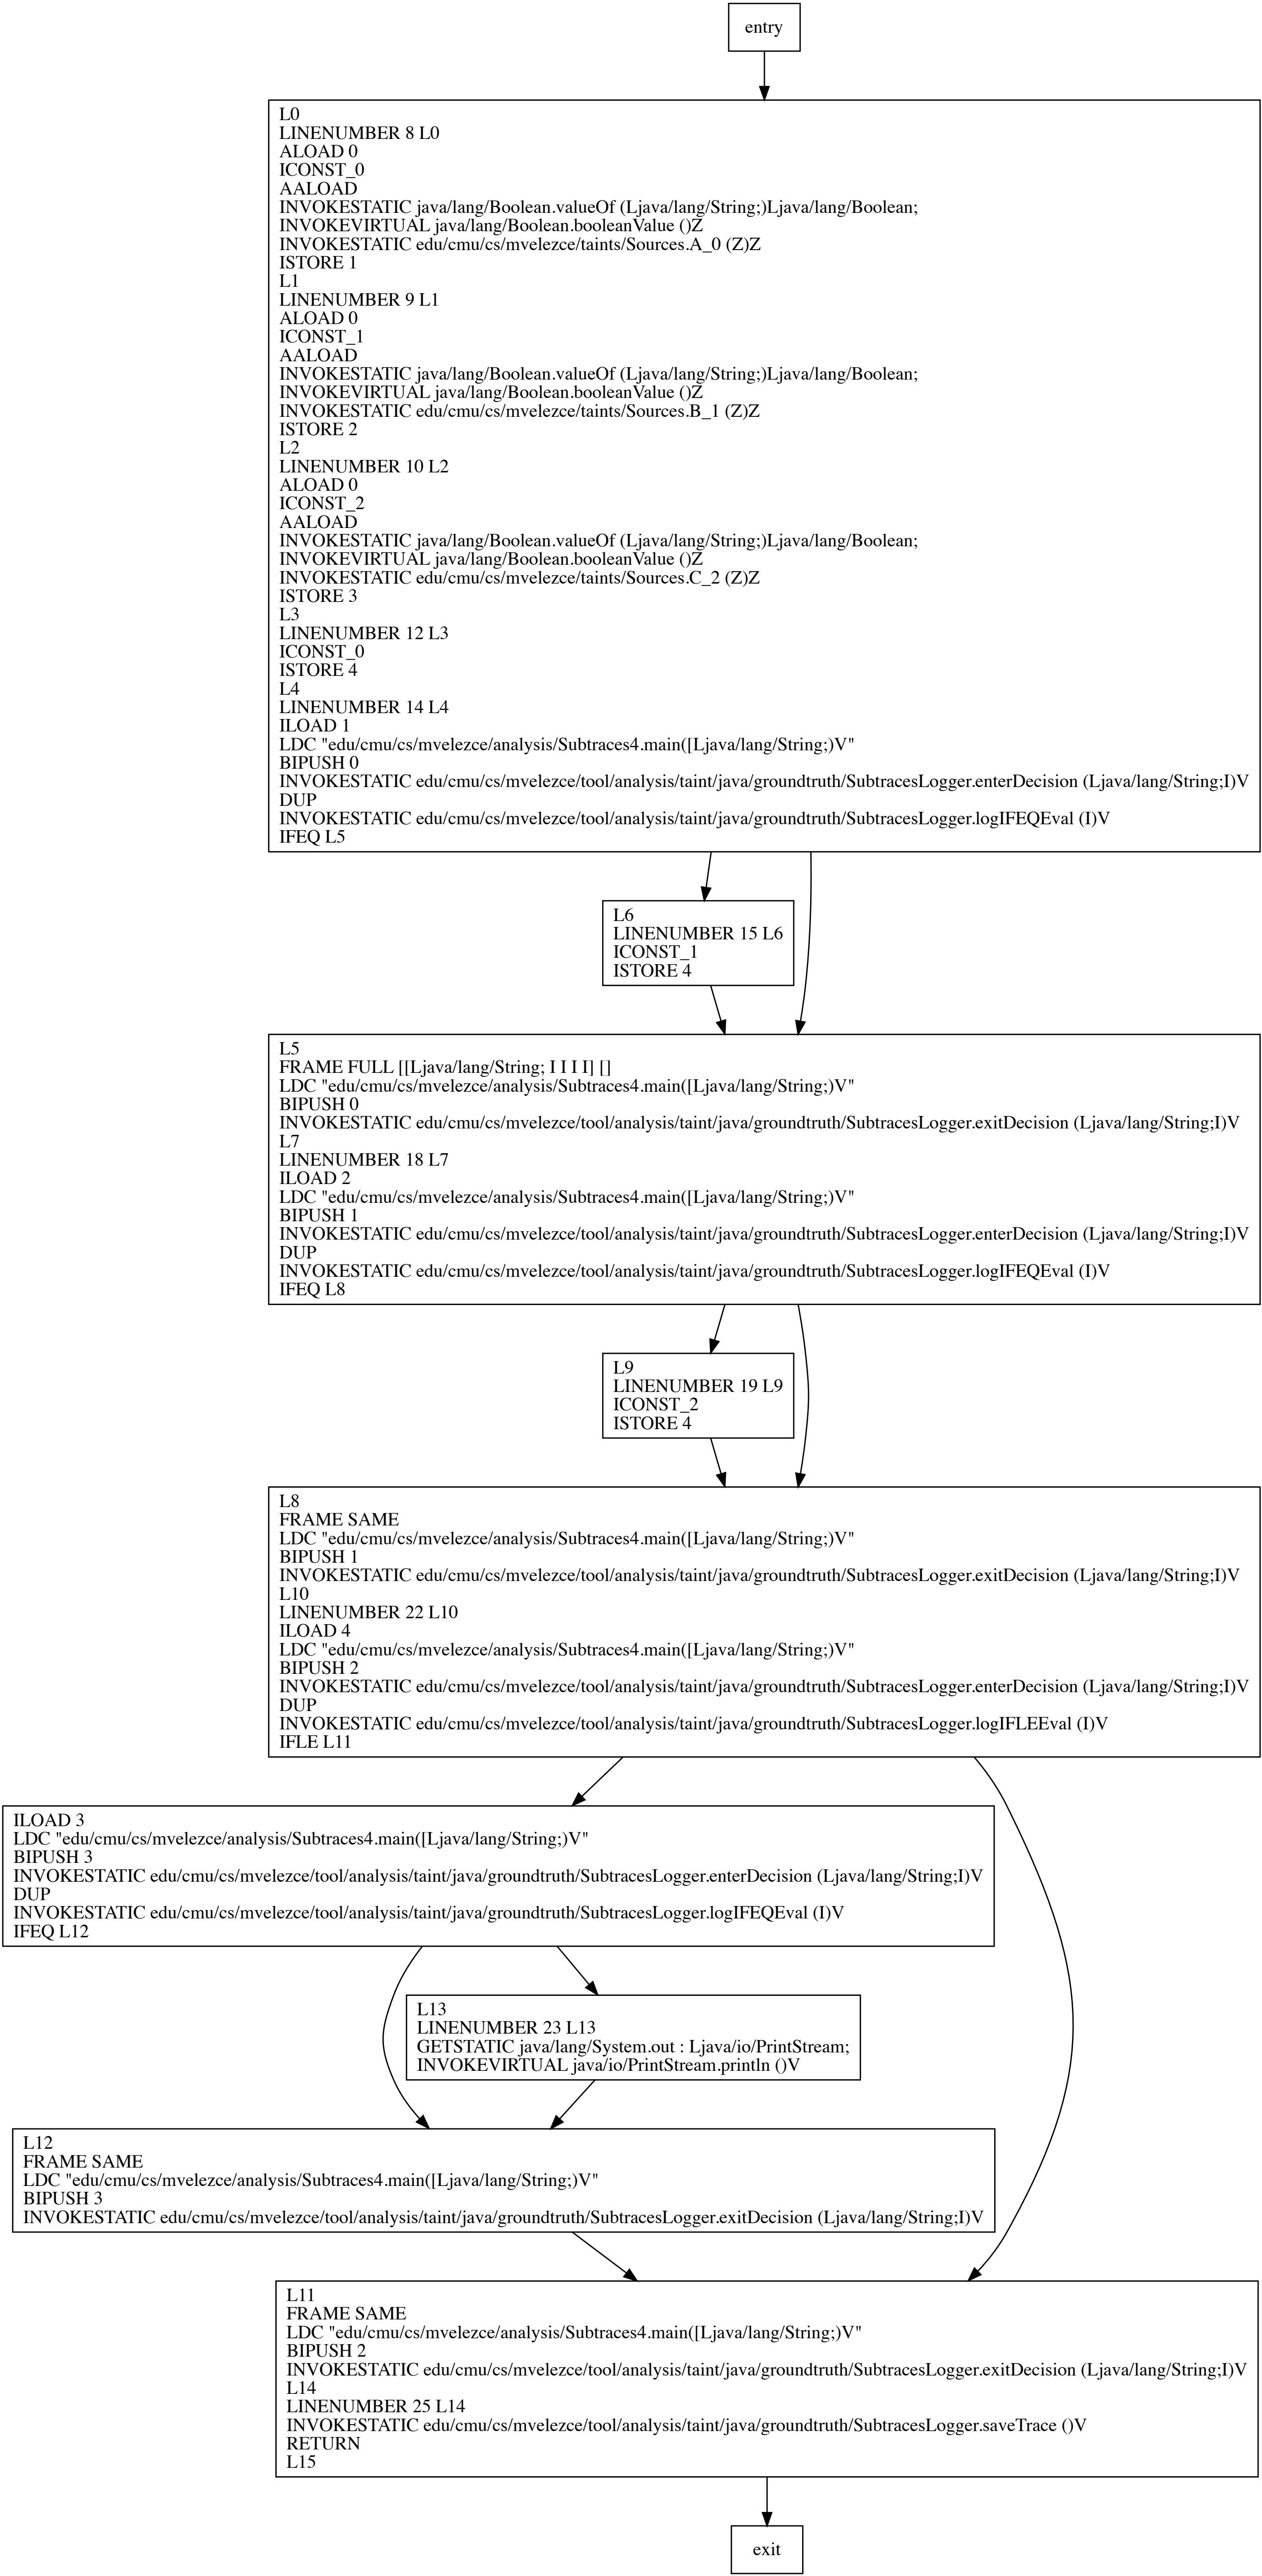 entry
L0
LINENUMBER 8 L0
ALOAD 0
ICONST_0
AALOAD
INVOKESTATIC java/lang/Boolean.valueOf (Ljava/lang/String;)Ljava/lang/Boolean;
INVOKEVIRTUAL java/lang/Boolean.booleanValue ()Z
INVOKESTATIC edu/cmu/cs/mvelezce/taints/Sources.A_0 (Z)Z
ISTORE 1
L1
LINENUMBER 9 L1
ALOAD 0
ICONST_1
AALOAD
INVOKESTATIC java/lang/Boolean.valueOf (Ljava/lang/String;)Ljava/lang/Boolean;
INVOKEVIRTUAL java/lang/Boolean.booleanValue ()Z
INVOKESTATIC edu/cmu/cs/mvelezce/taints/Sources.B_1 (Z)Z
ISTORE 2
L2
LINENUMBER 10 L2
ALOAD 0
ICONST_2
AALOAD
INVOKESTATIC java/lang/Boolean.valueOf (Ljava/lang/String;)Ljava/lang/Boolean;
INVOKEVIRTUAL java/lang/Boolean.booleanValue ()Z
INVOKESTATIC edu/cmu/cs/mvelezce/taints/Sources.C_2 (Z)Z
ISTORE 3
L3
LINENUMBER 12 L3
ICONST_0
ISTORE 4
L4
LINENUMBER 14 L4
ILOAD 1
LDC "edu/cmu/cs/mvelezce/analysis/Subtraces4.main([Ljava/lang/String;)V"
BIPUSH 0
INVOKESTATIC edu/cmu/cs/mvelezce/tool/analysis/taint/java/groundtruth/SubtracesLogger.enterDecision (Ljava/lang/String;I)V
DUP
INVOKESTATIC edu/cmu/cs/mvelezce/tool/analysis/taint/java/groundtruth/SubtracesLogger.logIFEQEval (I)V
IFEQ L5
L6
LINENUMBER 15 L6
ICONST_1
ISTORE 4
L5
FRAME FULL [[Ljava/lang/String; I I I I] []
LDC "edu/cmu/cs/mvelezce/analysis/Subtraces4.main([Ljava/lang/String;)V"
BIPUSH 0
INVOKESTATIC edu/cmu/cs/mvelezce/tool/analysis/taint/java/groundtruth/SubtracesLogger.exitDecision (Ljava/lang/String;I)V
L7
LINENUMBER 18 L7
ILOAD 2
LDC "edu/cmu/cs/mvelezce/analysis/Subtraces4.main([Ljava/lang/String;)V"
BIPUSH 1
INVOKESTATIC edu/cmu/cs/mvelezce/tool/analysis/taint/java/groundtruth/SubtracesLogger.enterDecision (Ljava/lang/String;I)V
DUP
INVOKESTATIC edu/cmu/cs/mvelezce/tool/analysis/taint/java/groundtruth/SubtracesLogger.logIFEQEval (I)V
IFEQ L8
L9
LINENUMBER 19 L9
ICONST_2
ISTORE 4
L8
FRAME SAME
LDC "edu/cmu/cs/mvelezce/analysis/Subtraces4.main([Ljava/lang/String;)V"
BIPUSH 1
INVOKESTATIC edu/cmu/cs/mvelezce/tool/analysis/taint/java/groundtruth/SubtracesLogger.exitDecision (Ljava/lang/String;I)V
L10
LINENUMBER 22 L10
ILOAD 4
LDC "edu/cmu/cs/mvelezce/analysis/Subtraces4.main([Ljava/lang/String;)V"
BIPUSH 2
INVOKESTATIC edu/cmu/cs/mvelezce/tool/analysis/taint/java/groundtruth/SubtracesLogger.enterDecision (Ljava/lang/String;I)V
DUP
INVOKESTATIC edu/cmu/cs/mvelezce/tool/analysis/taint/java/groundtruth/SubtracesLogger.logIFLEEval (I)V
IFLE L11
ILOAD 3
LDC "edu/cmu/cs/mvelezce/analysis/Subtraces4.main([Ljava/lang/String;)V"
BIPUSH 3
INVOKESTATIC edu/cmu/cs/mvelezce/tool/analysis/taint/java/groundtruth/SubtracesLogger.enterDecision (Ljava/lang/String;I)V
DUP
INVOKESTATIC edu/cmu/cs/mvelezce/tool/analysis/taint/java/groundtruth/SubtracesLogger.logIFEQEval (I)V
IFEQ L12
L13
LINENUMBER 23 L13
GETSTATIC java/lang/System.out : Ljava/io/PrintStream;
INVOKEVIRTUAL java/io/PrintStream.println ()V
L12
FRAME SAME
LDC "edu/cmu/cs/mvelezce/analysis/Subtraces4.main([Ljava/lang/String;)V"
BIPUSH 3
INVOKESTATIC edu/cmu/cs/mvelezce/tool/analysis/taint/java/groundtruth/SubtracesLogger.exitDecision (Ljava/lang/String;I)V
L11
FRAME SAME
LDC "edu/cmu/cs/mvelezce/analysis/Subtraces4.main([Ljava/lang/String;)V"
BIPUSH 2
INVOKESTATIC edu/cmu/cs/mvelezce/tool/analysis/taint/java/groundtruth/SubtracesLogger.exitDecision (Ljava/lang/String;I)V
L14
LINENUMBER 25 L14
INVOKESTATIC edu/cmu/cs/mvelezce/tool/analysis/taint/java/groundtruth/SubtracesLogger.saveTrace ()V
RETURN
L15
exit